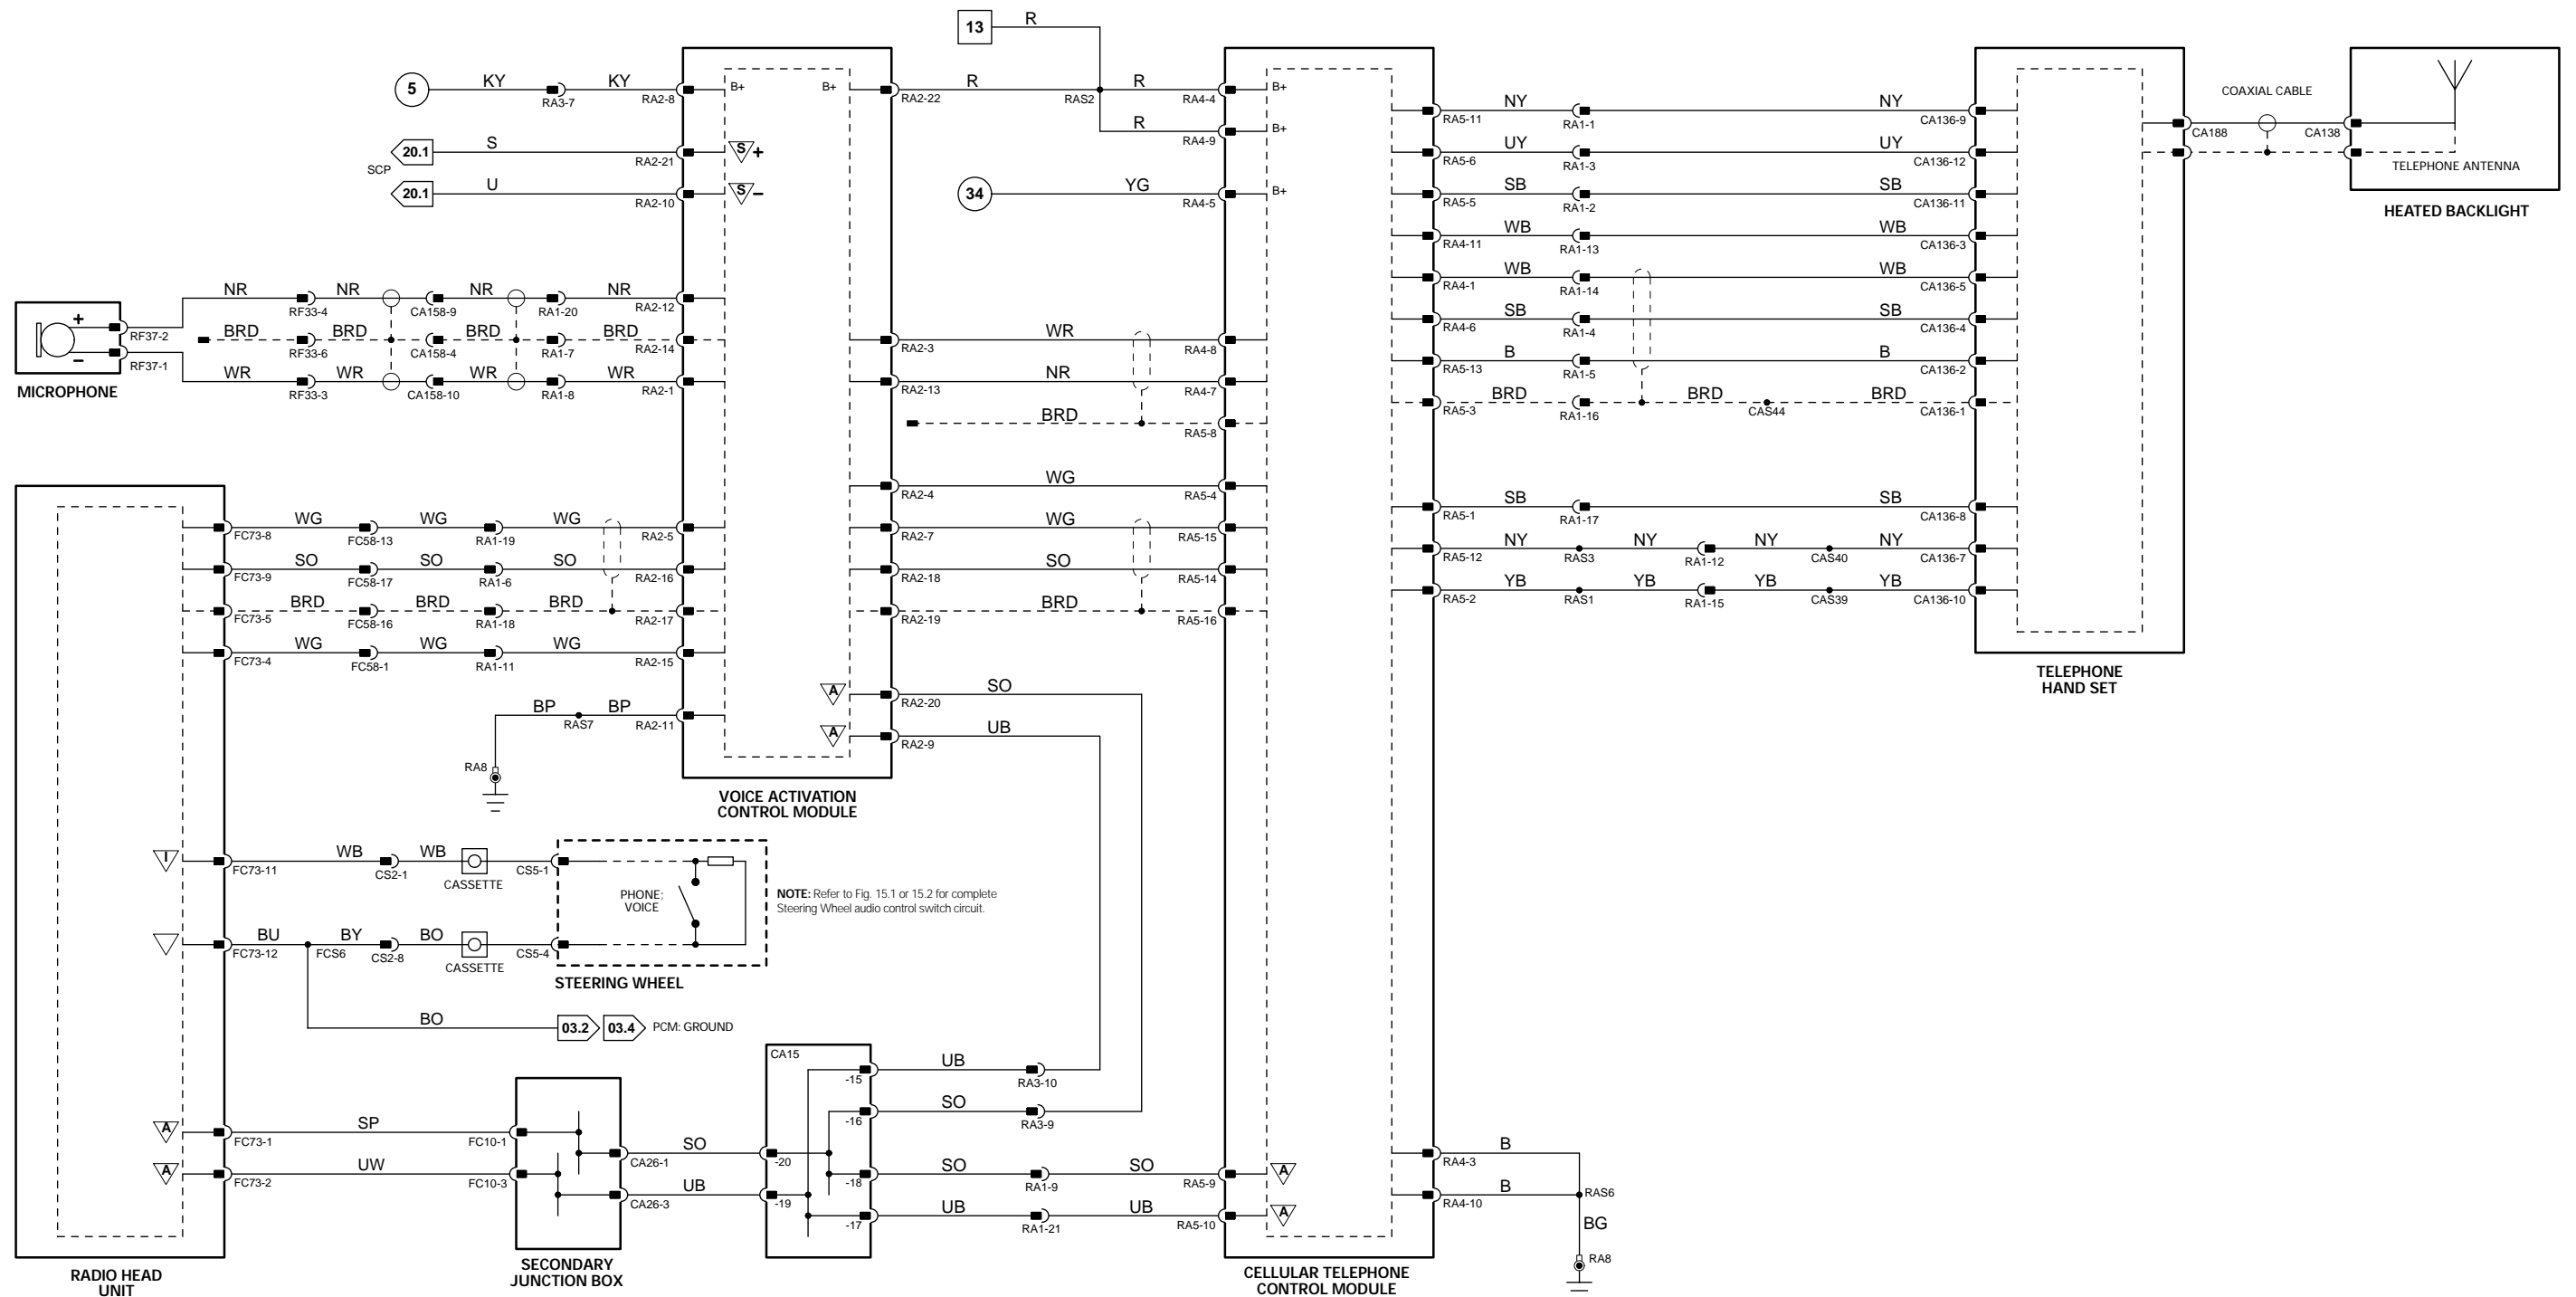 13
R
5
KY
RA3-7
KY
RA2-8
B+
B+
RA2-22
R
RAS2
R
RA4-4
B+
R
RA4-9
B+
20.1
S
RA2-21
S
+
SCP
20.1
U
RA2-10
S
–
34
YG
RA4-5
B+
MICROPHONE
+
–
RF37-2
RF37-1
NR
RF33-4
NR
CA158-9
NR
RA1-20
NR
RA2-12
BRD
RF33-6
BRD
CA158-4
BRD
RA1-7
BRD
RA2-14
WR
RF33-3
WR
CA158-10
WR
RA1-8
WR
RA2-1
RA2-3
WR
RA4-8
RA2-13
NR
RA4-7
BRD
RA5-8
RA2-4
WG
RA5-4
RA2-7
WG
RA5-15
RA2-18
SO
RA5-14
RA2-19
BRD
RA5-16
FC73-8
WG
FC58-13
WG
RA1-19
WG
RA2-5
FC73-9
SO
FC58-17
SO
RA1-6
SO
RA2-16
FC73-5
BRD
FC58-16
BRD
RA1-18
BRD
RA2-17
FC73-4
WG
FC58-1
WG
RA1-11
WG
RA2-15
BP
RAS7
BP
RA2-11
RA8
A
RA2-20
SO
A
RA2-9
UB
VOICE ACTIVATION
CONTROL MODULE
I
FC73-11
WB
CS2-1
WB
CASSETTE
CS5-1
PHONE;
VOICE
NOTE: Refer to Fig. 15.1 or 15.2 for complete
Steering Wheel audio control switch circuit.
FC73-12
BU
FCS6
BY
CS2-8
BO
CASSETTE
CS5-4
STEERING WHEEL
BO
03.2
03.4
PCM: GROUND
A
FC73-1
SP
FC10-1
A
FC73-2
UW
FC10-3
CA26-1
SO
CA26-3
UB
SECONDARY
JUNCTION BOX
RADIO HEAD
UNIT
CA15
-15
-16
-20
-18
-19
-17
UB
RA3-10
SO
RA3-9
SO
RA1-9
SO
RA5-9
A
UB
RA1-21
UB
RA5-10
A
CELLULAR TELEPHONE
CONTROL MODULE
RA5-11
NY
RA1-1
NY
CA136-9
RA5-6
UY
RA1-3
UY
CA136-12
RA5-5
SB
RA1-2
SB
CA136-11
RA4-11
WB
RA1-13
WB
CA136-3
RA4-1
WB
RA1-14
WB
CA136-5
RA4-6
SB
RA1-4
SB
CA136-4
RA5-13
B
RA1-5
B
CA136-2
RA5-3
BRD
RA1-16
BRD
CAS44
BRD
CA136-1
RA5-1
SB
RA1-17
SB
CA136-8
RA5-12
NY
RAS3
NY
RA1-12
NY
CAS40
NY
CA136-7
RA5-2
YB
RAS1
YB
RA1-15
YB
CAS39
YB
CA136-10
RA4-3
B
RA4-10
B
RAS6
BG
RA8
TELEPHONE
HAND SET
CA188
COAXIAL CABLE
CA138
TELEPHONE ANTENNA
HEATED BACKLIGHT